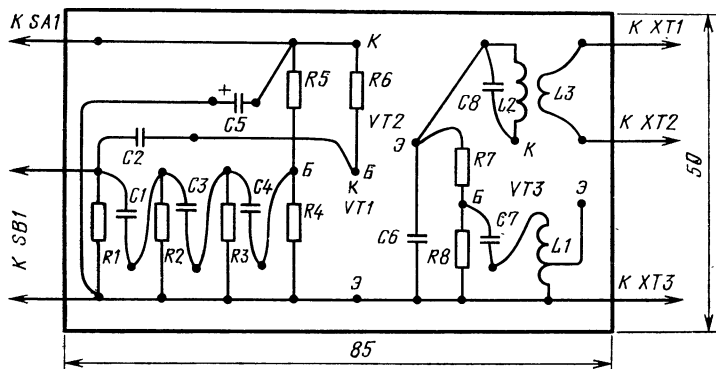 К SA1
К
К XT1
+
C5
R5
R6
C8
L2
L3
VT2
C2
Э
К
К XT2
R7
Б
Б
К
VT1
Б
VT3
Э
50
C1
C3
C4
R1
R2
R3
R4
C6
R8
C7
L1
К SB1
Э
К XT3
85